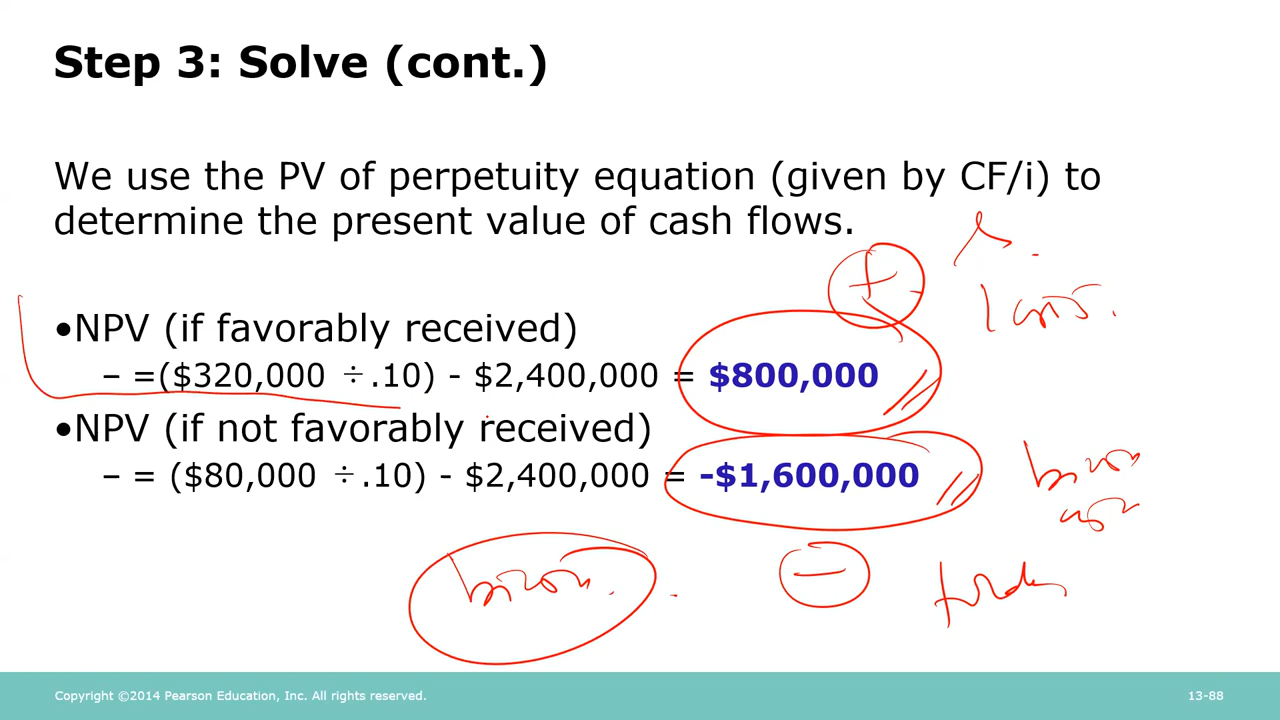 Step 3: Solve (cont.)
We use the PV of perpetuity equation (given by CF/i) to
determine the present value of cash flows.
•NPV (if favorably received)
– =($320,000 ÷.10) - $2,400,000 = $800,000
•NPV (if not favorably received)
– = ($80,000 ÷.10) - $2,400,000 = -$1,600,000
+
–
Copyright ©2014 Pearson Education, Inc. All rights reserved.
13-88